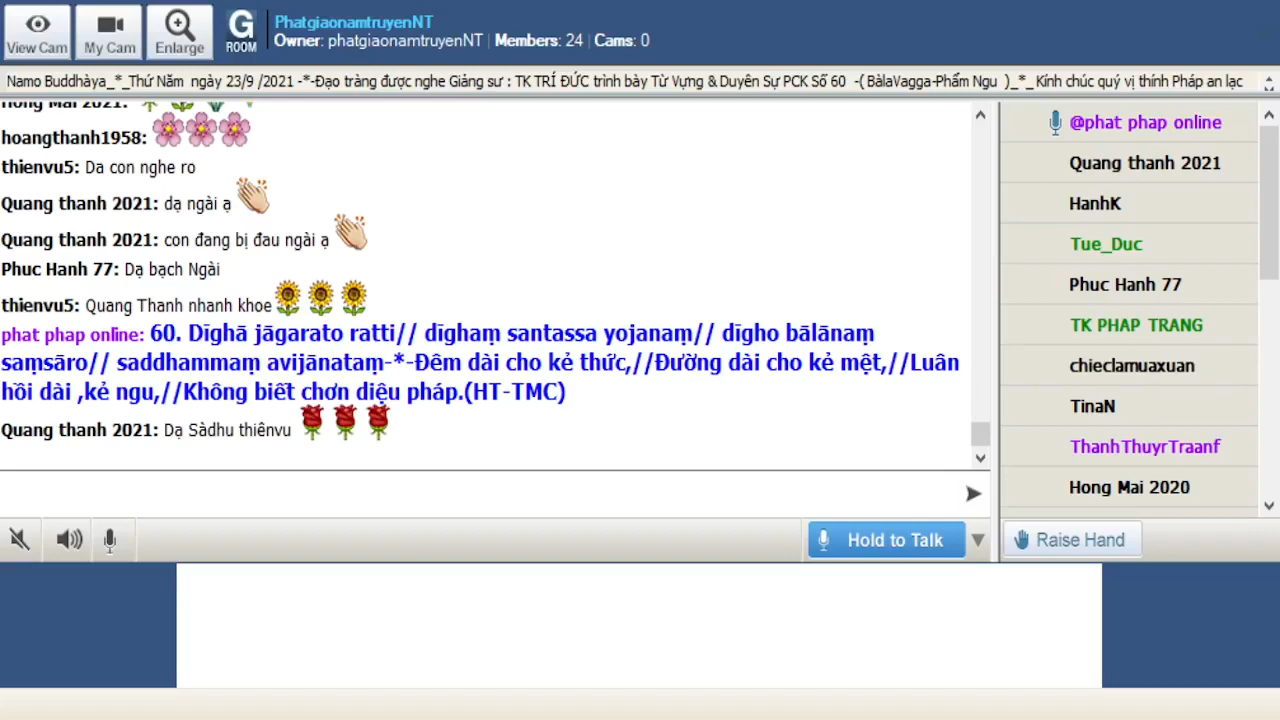 View Cam
My Cam
Enlarge
G
ROOM
PhatgiaonamtruyenNT
Owner: phatgiaonamtruyenNT | Members: 24 | Cams: 0
Namo Buddhàya_*_Thứ Năm ngày 23/9 /2021 -*-Đạo tràng được nghe Giảng sư : TK TRÍ ĐỨC trình bày Từ Vựng & Duyên Sự PCK Số 60 -( BàlaVagga-Phẩm Ngu )_*_ Kính chúc quý vị thính Pháp an lạc
Hong Mai 2021:
hoangthanh1958:
thienvu5: Da con nghe ro
Quang thanh 2021: dạ ngài ạ
Quang thanh 2021: con đang bị đau ngài ạ
Phuc Hanh 77: Dạ bạch Ngài
thienvu5: Quang Thanh nhanh khoe
phat phap online: 60. Dīghā jāgarato ratti// dīghaṃ santassa yojanaṃ// dīgho bālānaṃ
saṃsāro// saddhammaṃ avijānataṃ-*-Đêm dài cho kẻ thức,//Đường dài cho kẻ mệt,//Luân
hồi dài ,kẻ ngu,//Không biết chơn diệu pháp.(HT-TMC)
Quang thanh 2021: Dạ Sàdhu thiênvu
Hold to Talk
@phat phap online
Quang thanh 2021
HanhK
Tue_Duc
Phuc Hanh 77
TK PHAP TRANG
chieclamuaxuan
TinaN
ThanhThuyrTraanf
Hong Mai 2020
Raise Hand